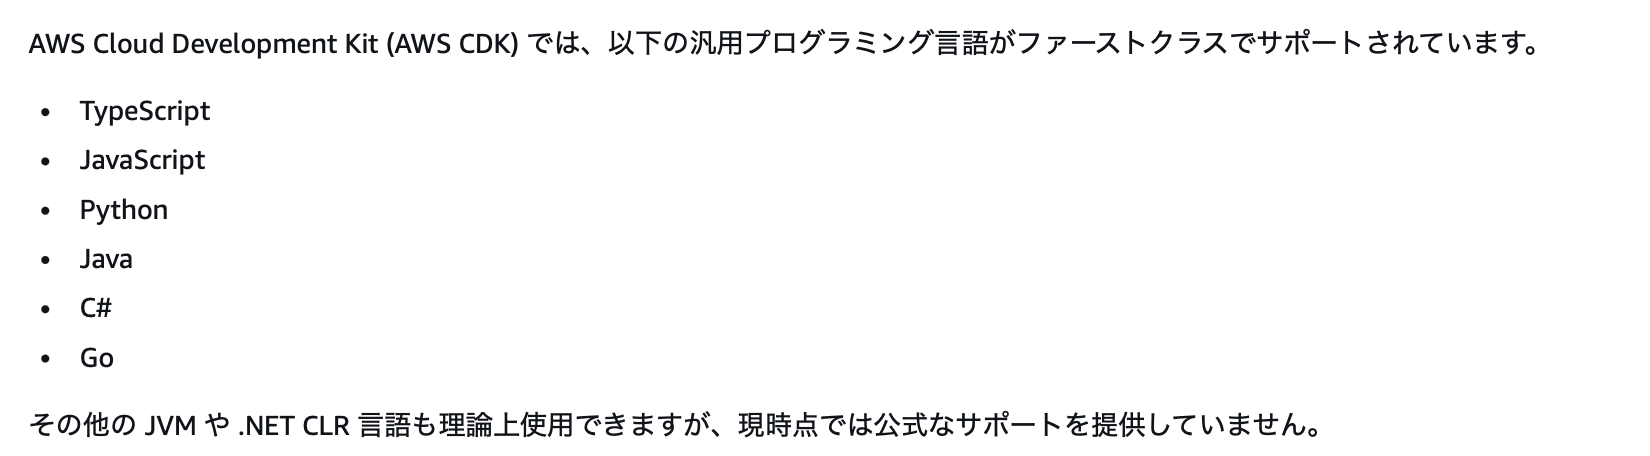 AWS Cloud Development Kit (AWS CDK) では、以下の汎用プログラミング言語がファーストクラスでサポートされています。
• TypeScript
• JavaScript
• Python
• Java
• C#
• Go
その他の JVM や .NET CLR 言語も理論上使用できますが、現時点では公式なサポートを提供していません。